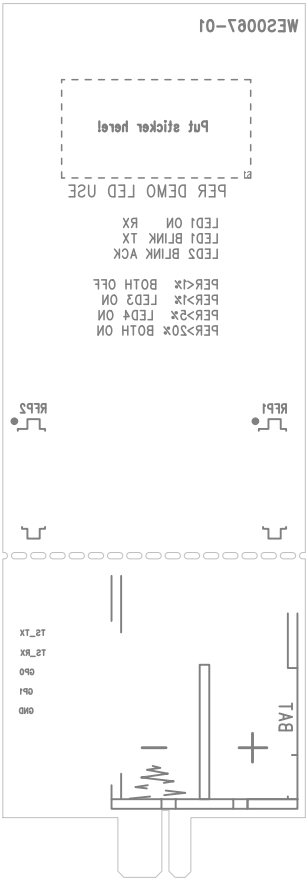 WES0067-01
Put sticker here!
PER DEMO LED USE
LED1 ON RX
LED1 BLINK TX
LED2 BLINK ACK
PER<1% BOTH OFF
PER>1% LED3 ON
PER>5% LED4 ON
PER>20% BOTH ON
RFP2
RFP1
TS_TX
TS_RX
GP0
GP1
GND
BAT
- +